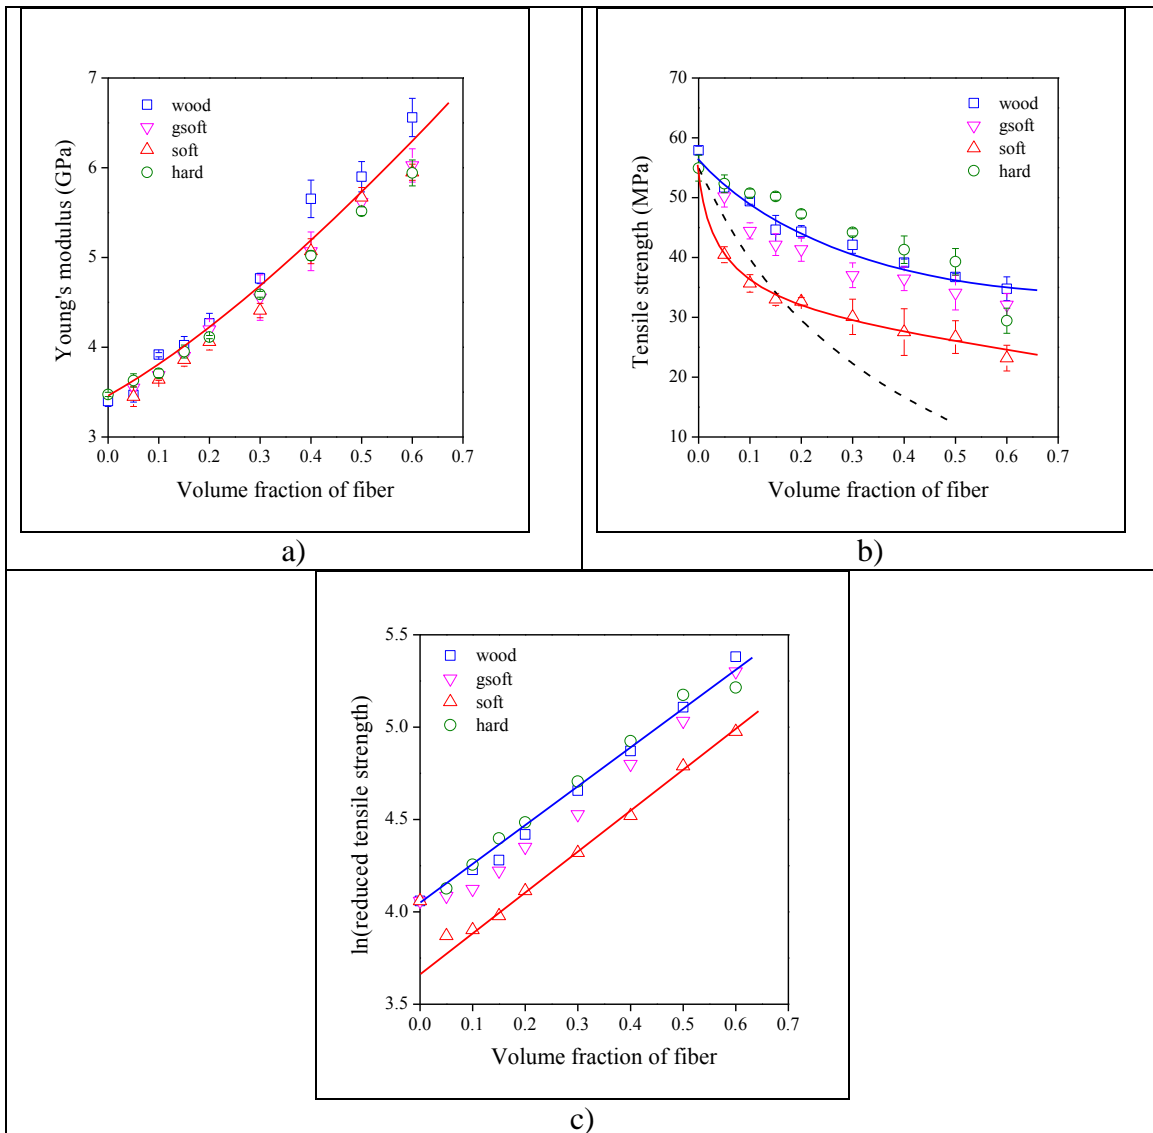 7
6
5
4
3
Young's modulus (GPa)
wood
gsoft
soft
hard
0.0 0.1 0.2 0.3 0.4 0.5 0.6 0.7
Volume fraction of fiber
a)
70
60
50
40
30
20
10
Tensile strength (MPa)
wood
gsoft
soft
hard
0.0 0.1 0.2 0.3 0.4 0.5 0.6 0.7
Volume fraction of fiber
b)
5.5
5.0
4.5
4.0
3.5
ln(reduced tensile strength)
wood
gsoft
soft
hard
0.0 0.1 0.2 0.3 0.4 0.5 0.6 0.7
Volume fraction of fiber
c)